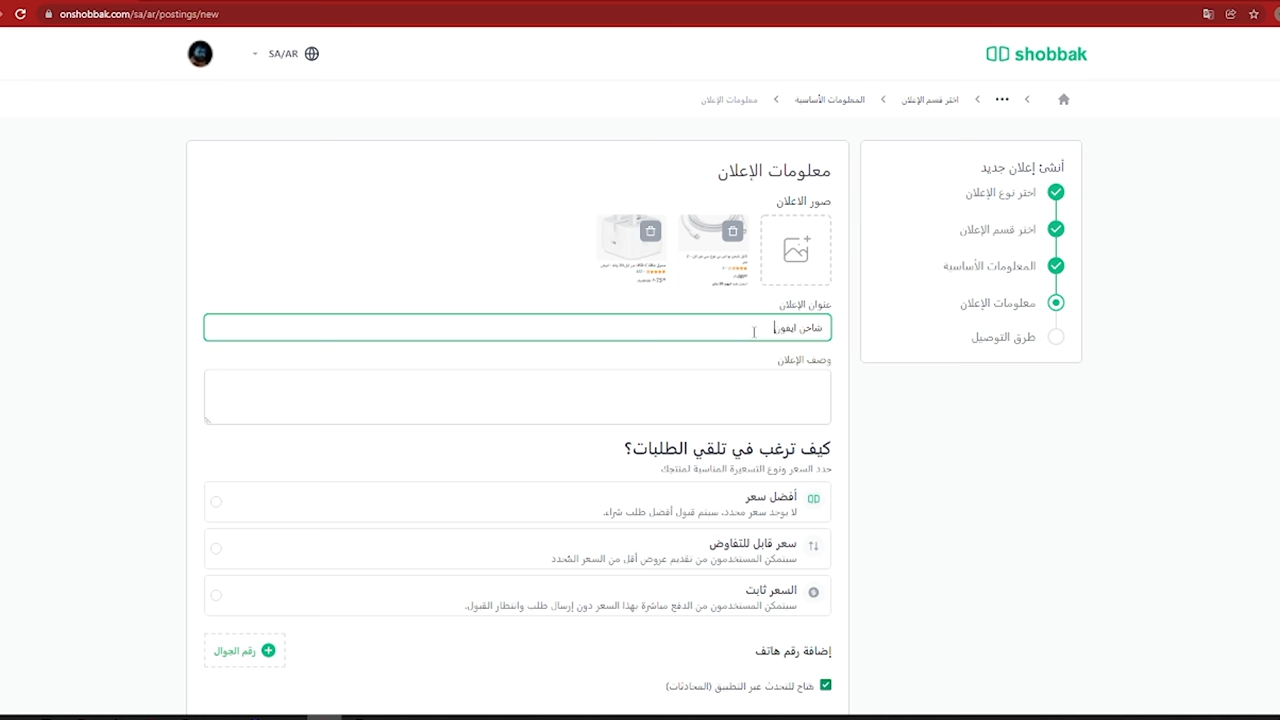 onshobbak.com/sa/ar/postings/new
SA/AR
shobbak
اختر قسم الإعلان
المعلومات الأساسية
معلومات الإعلان
أنشئ إعلان جديد
اختر نوع الإعلان
اختر قسم الإعلان
المعلومات الأساسية
معلومات الإعلان
طرق التوصيل
معلومات الإعلان
صور الاعلان
عنوان الإعلان
شاحن ايفون
وصف الإعلان
كيف ترغب في تلقي الطلبات؟
حدد السعر ونوع التسعيرة المناسبة لمنتجك
أفضل سعر
لا يوجد سعر محدد، سيتم قبول أفضل طلب شراء.
سعر قابل للتفاوض
سيتمكن المستخدمون من تقديم عروض أقل من السعر المُحدد
السعر ثابت
سيتمكن المستخدمون من الدفع مباشرة بهذا السعر دون إرسال طلب وانتظار القبول.
إضافة رقم هاتف
رقم الجوال
متاح للتحدث عبر التطبيق (المحادثات)